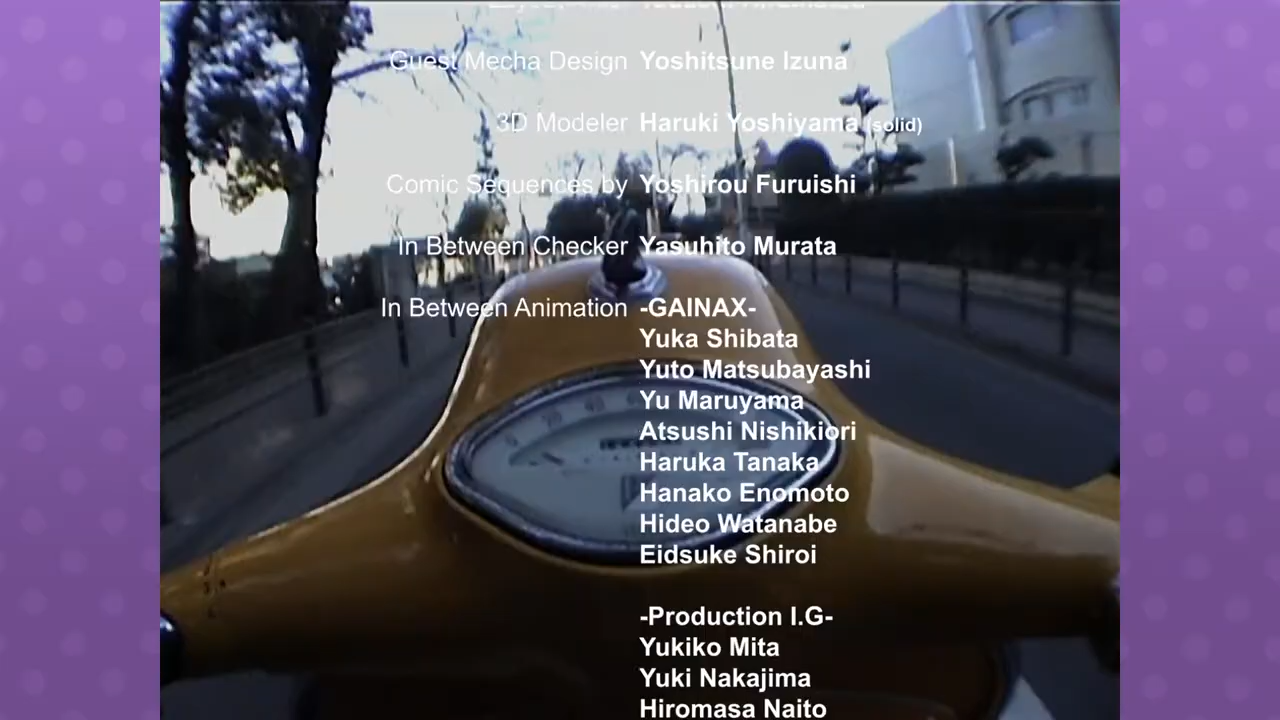 Guest Mecha Design Yoshitsune Izuna
3D Modeler Haruki Yoshiyama (solid)
Comic Sequences by Yoshirou Furuishi
In Between Checker Yasuhito Murata
In Between Animation -GAINAX-
Yuka Shibata
Yuto Matsubayashi
Yu Maruyama
Atsushi Nishikiori
Haruka Tanaka
Hanako Enomoto
Hideo Watanabe
Eidsuke Shiroi
-Production I.G-
Yukiko Mita
Yuki Nakajima
Hiromasa Naito